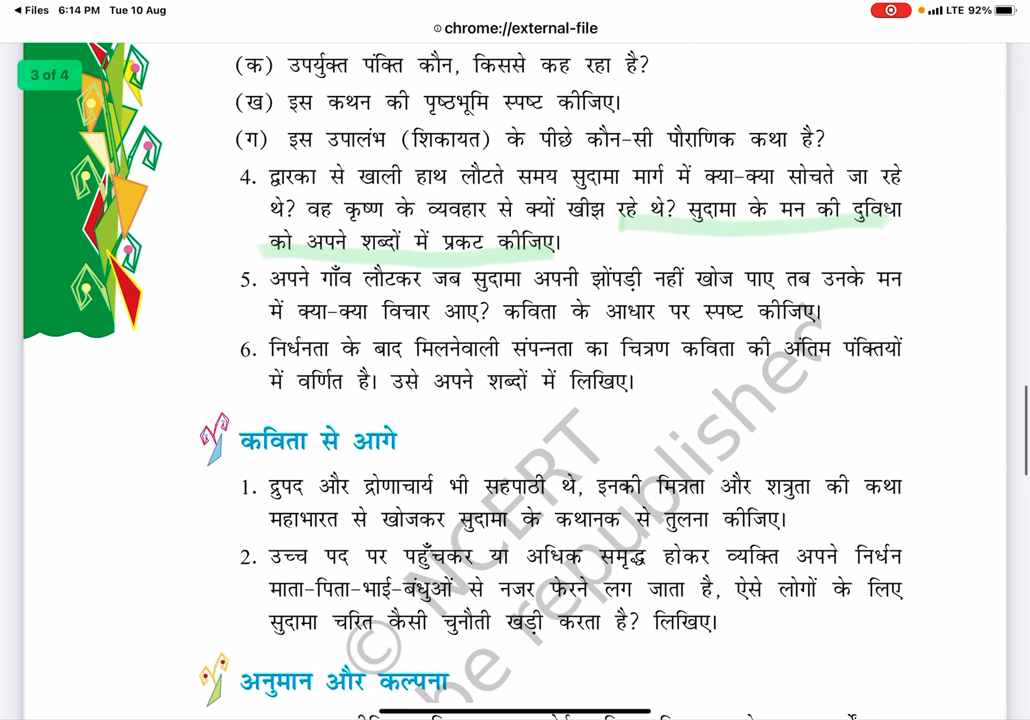 Files 6:14 PM Tue 10 Aug LTE 92%
chrome://external-file
3 of 4
(क) उपर्युक्त पंक्ति कौन, किससे कह रहा है?
(ख) इस कथन की पृष्ठभूमि स्पष्ट कीजिए।
(ग) इस उपालंभ (शिकायत) के पीछे कौन-सी पौराणिक कथा है?
4. द्वारका से खाली हाथ लौटते समय सुदामा मार्ग में क्या-क्या सोचते जा रहे
थे? वह कृष्ण के व्यवहार से क्यों खीझ रहे थे? सुदामा के मन की दुविधा
को अपने शब्दों में प्रकट कीजिए।
5. अपने गाँव लौटकर जब सुदामा अपनी झोंपड़ी नहीं खोज पाए तब उनके मन
में क्या-क्या विचार आए? कविता के आधार पर स्पष्ट कीजिए।
6. निर्धनता के बाद मिलनेवाली संपन्नता का चित्रण कविता की अंतिम पंक्तियों
में वर्णित है। उसे अपने शब्दों में लिखिए।
कविता से आगे
1. द्रुपद और द्रोणाचार्य भी सहपाठी थे, इनकी मित्रता और शत्रुता की कथा
महाभारत से खोजकर सुदामा के कथानक से तुलना कीजिए।
2. उच्च पद पर पहुँचकर या अधिक समृद्ध होकर व्यक्ति अपने निर्धन
माता-पिता-भाई-बंधुओं से नजर फेरने लग जाता है, ऐसे लोगों के लिए
सुदामा चरित कैसी चुनौती खड़ी करता है? लिखिए।
अनुमान और कल्पना
© NCERT
be republished